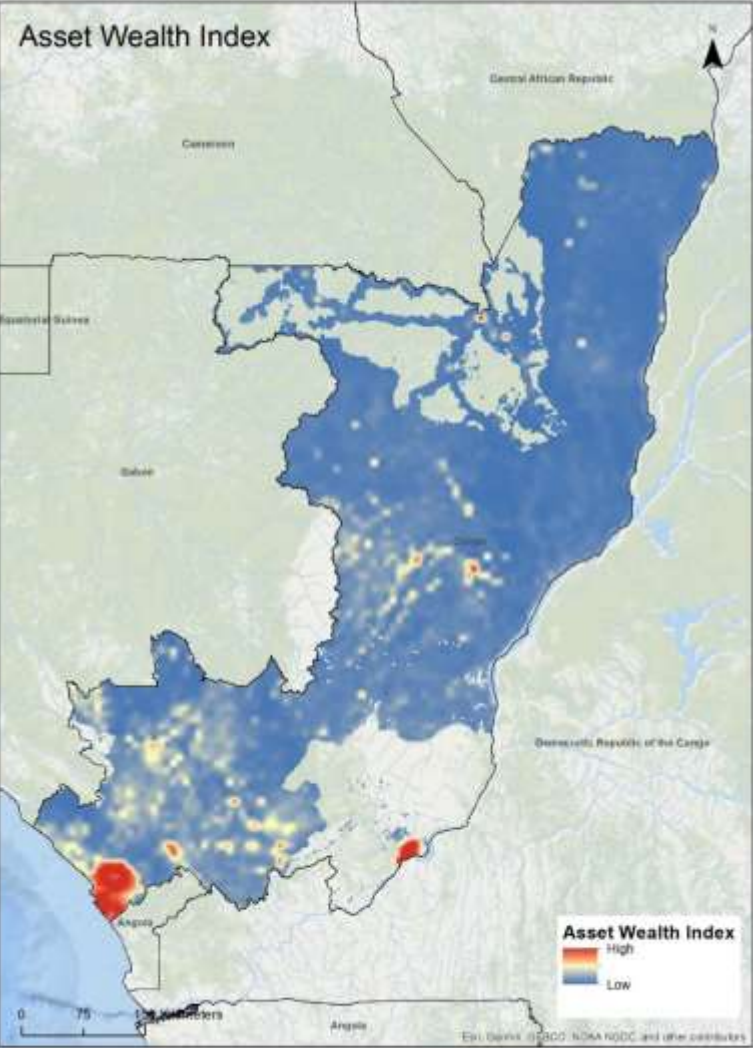 Asset Wealth Index
N
Central African Republic
Cameroon
Equatorial Guinea
Gabon
Congo
Democratic Republic of the Congo
Angola
Asset Wealth Index
High
Low
0 75 Kilometers
Angola
Esri, Garmin, GEBCO, NOAA NGDC, and other contributors